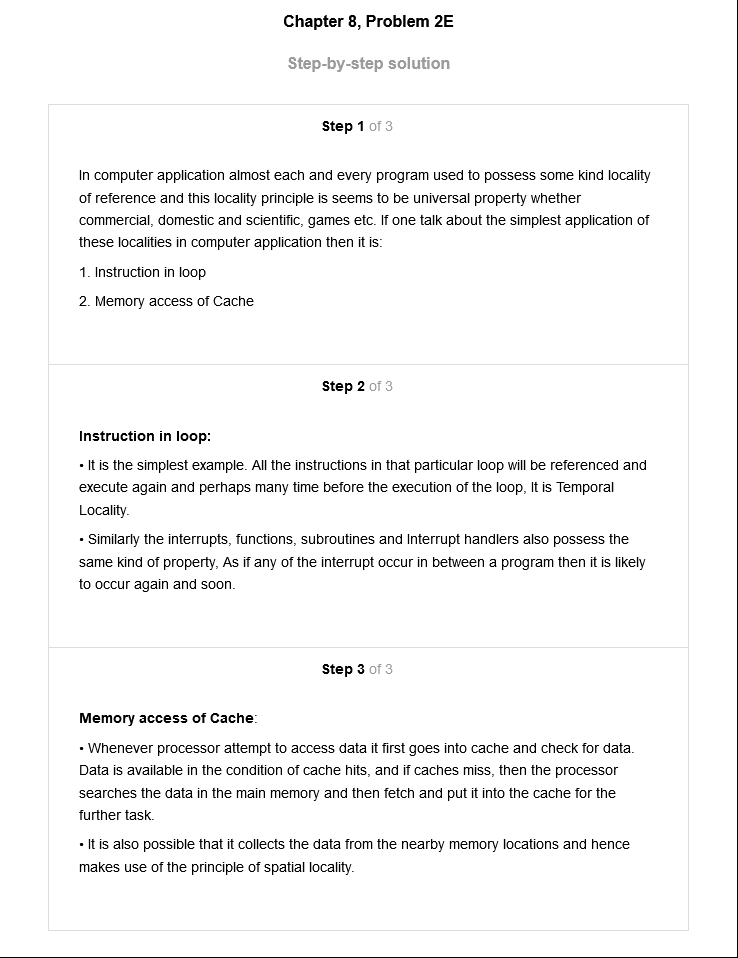 Chapter 8, Problem 2E
Step-by-step solution
Step 1 of 3
In computer application almost each and every program used to possess some kind locality
of reference and this locality principle is seems to be universal property whether
commercial, domestic and scientific, games etc. If one talk about the simplest application of
these localities in computer application then it is:
1. Instruction in loop
2. Memory access of Cache
Step 2 of 3
Instruction in loop:
• It is the simplest example. All the instructions in that particular loop will be referenced and
execute again and perhaps many time before the execution of the loop, It is Temporal
Locality.
• Similarly the interrupts, functions, subroutines and Interrupt handlers also possess the
same kind of property, As if any of the interrupt occur in between a program then it is likely
to occur again and soon.
Step 3 of 3
Memory access of Cache:
• Whenever processor attempt to access data it first goes into cache and check for data.
Data is available in the condition of cache hits, and if caches miss, then the processor
searches the data in the main memory and then fetch and put it into the cache for the
further task.
• It is also possible that it collects the data from the nearby memory locations and hence
makes use of the principle of spatial locality.